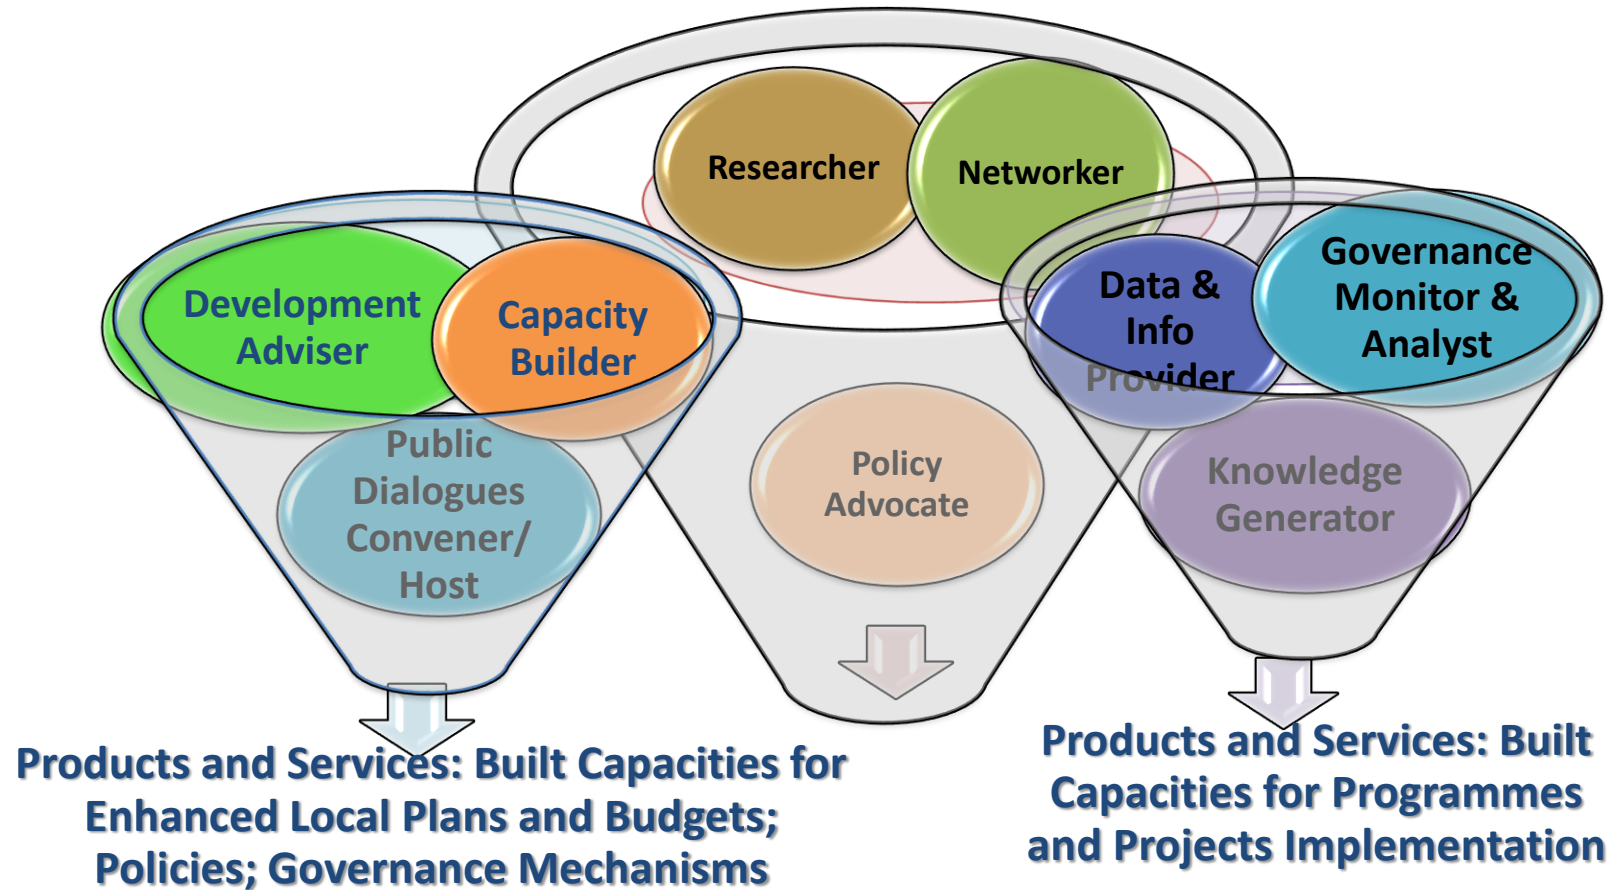 Researcher
Networker
Development
Adviser
Capacity
Builder
Public
Dialogues
Convener/
Host
Policy
Advocate
Data &
Info
Provider
Governance
Monitor &
Analyst
Knowledge
Generator
Products and Services: Built Capacities for
Enhanced Local Plans and Budgets;
Policies; Governance Mechanisms
Products and Services: Built
Capacities for Programmes
and Projects Implementation